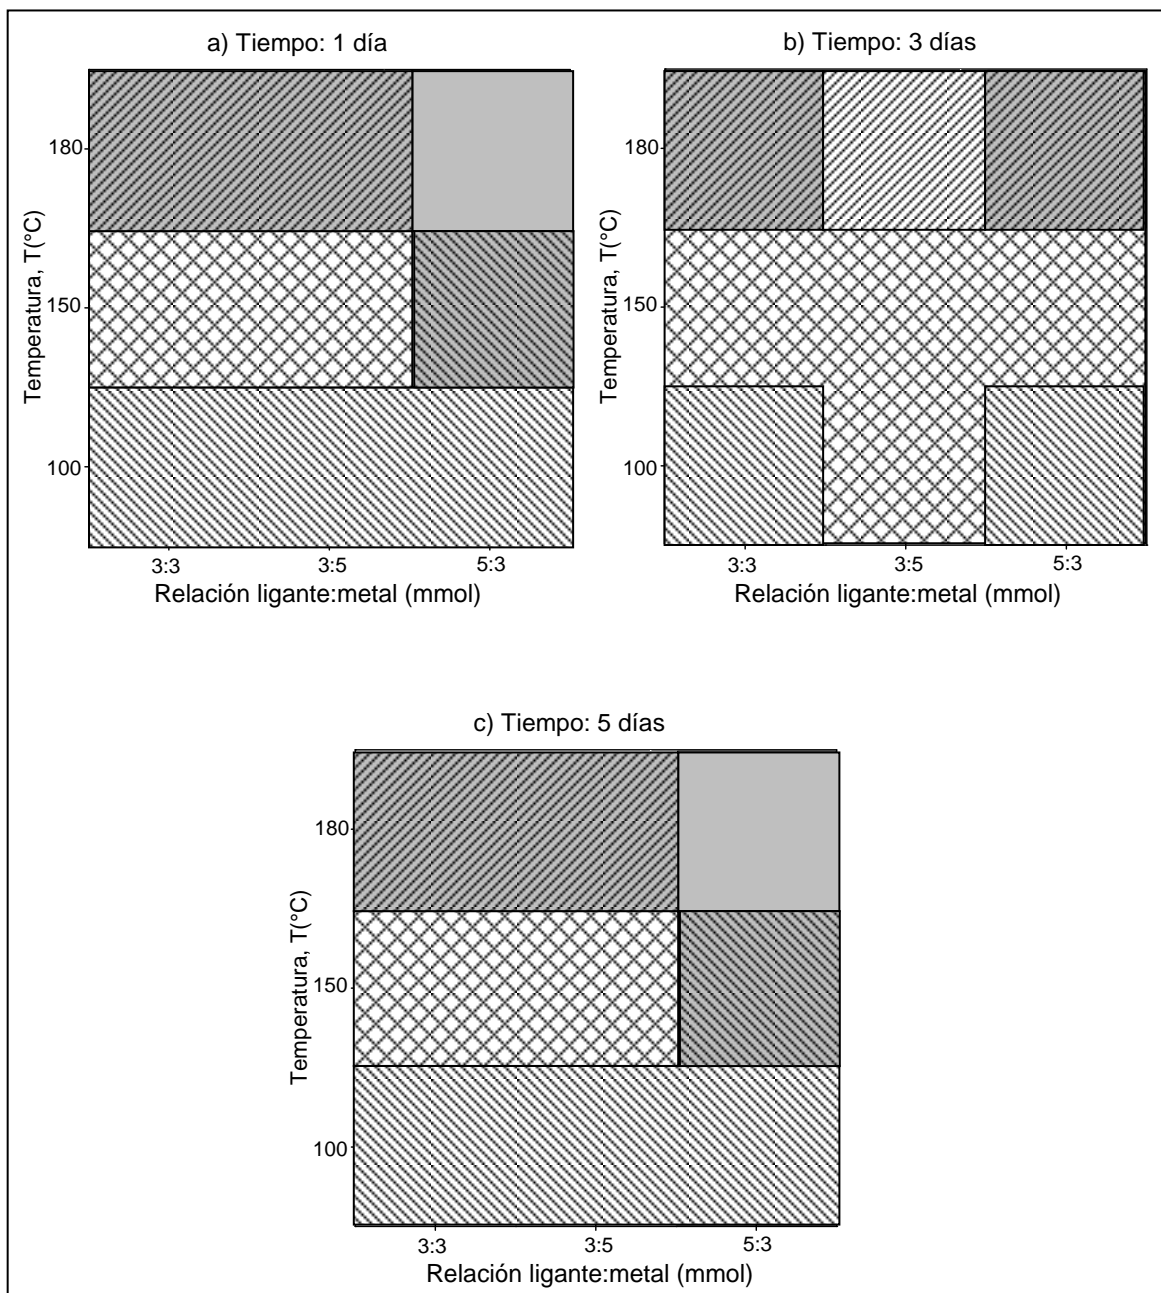 a) Tiempo: 1 día
Temperatura, T(°C)
180
150
100
3:3 3:5 5:3
Relación ligante:metal (mmol)
b) Tiempo: 3 días
Temperatura, T(°C)
180
150
100
3:3 3:5 5:3
Relación ligante:metal (mmol)
c) Tiempo: 5 días
Temperatura, T(°C)
180
150
100
3:3 3:5 5:3
Relación ligante:metal (mmol)